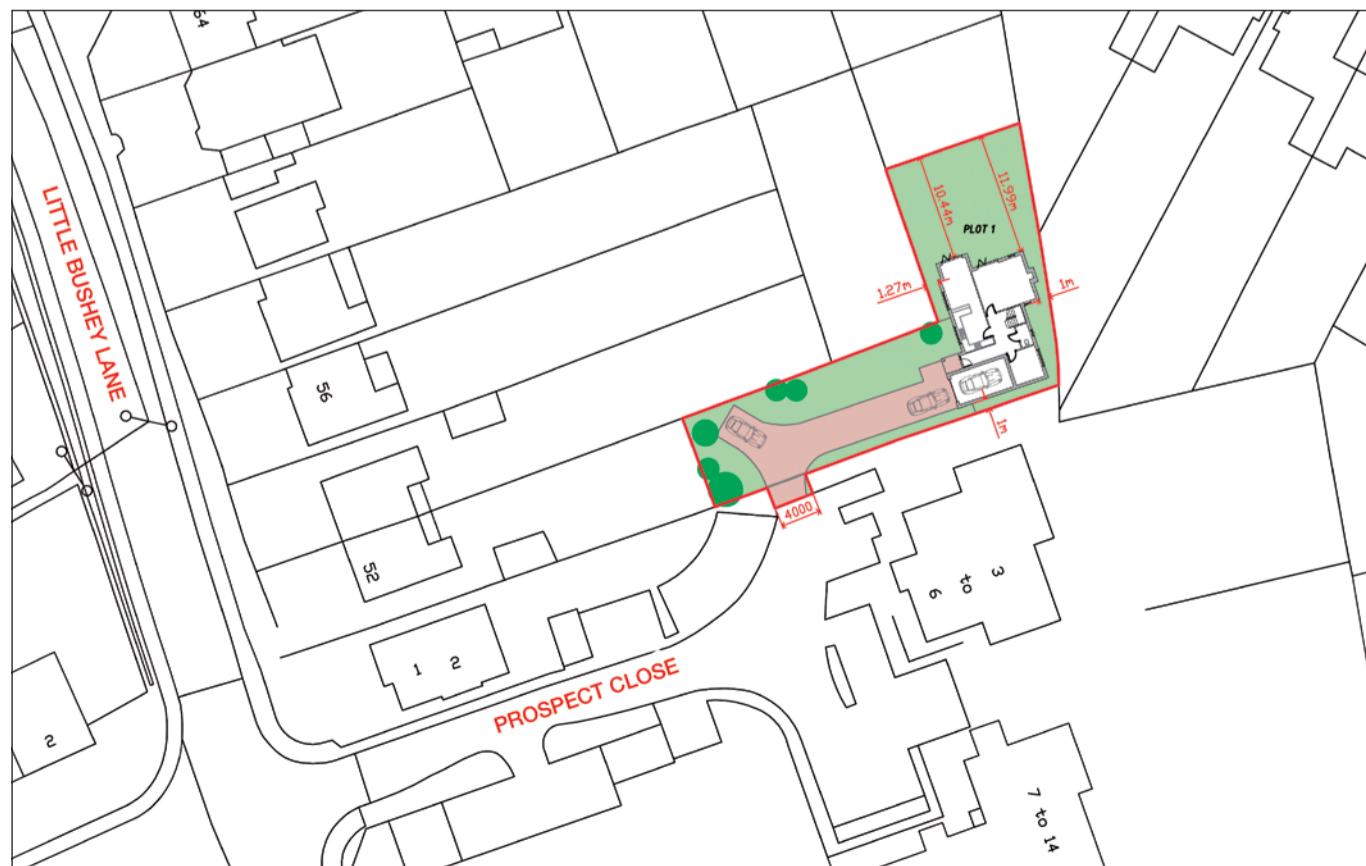 64
LITTLE BUSHEY LANE
10.44m
11.99m
PLOT 1
1.27m
1m
56
1m
4000
52
3
to
6
1 2
PROSPECT CLOSE
2
7 to 14